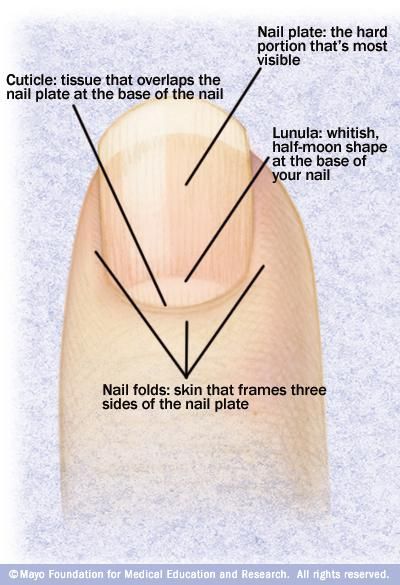 Nail plate: the hard
portion that's most
visible
Cuticle: tissue that overlaps the
nail plate at the base of the nail
Lunula: whitish,
half-moon shape
at the base of
your nail
Nail folds: skin that frames three
sides of the nail plate
©Mayo Foundation for Medical Education and Research. All rights reserved.